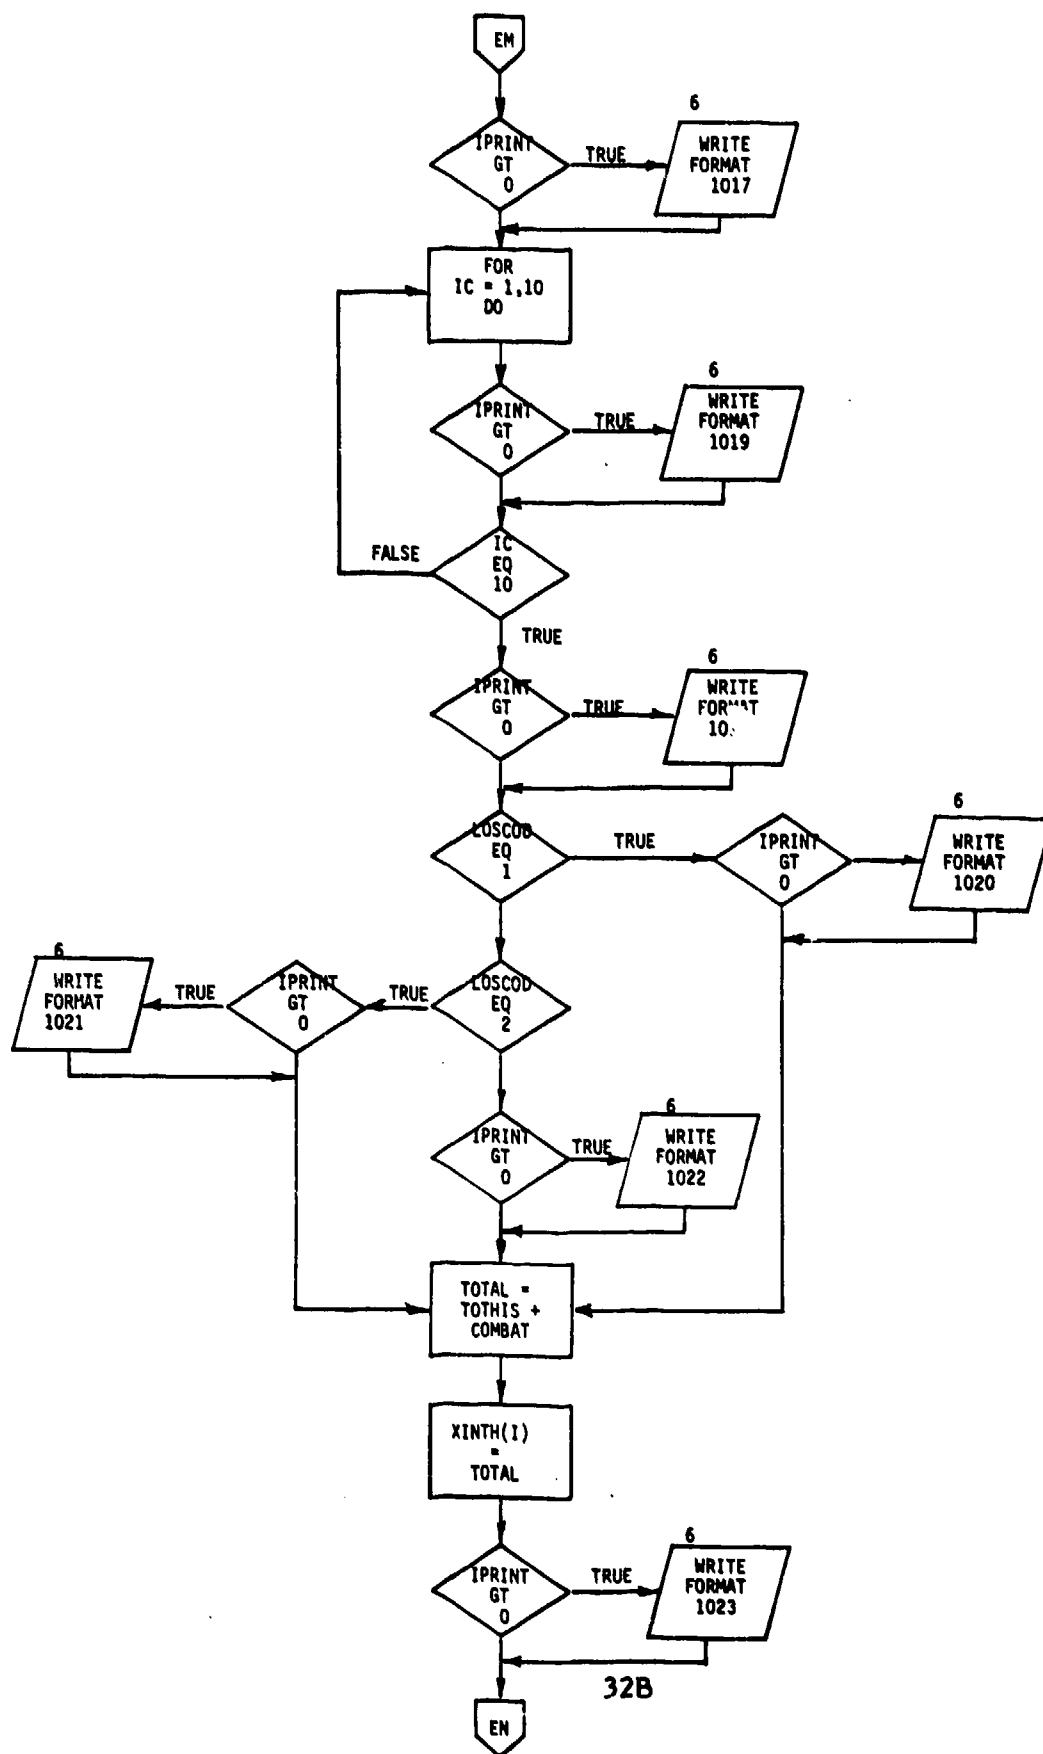 EM
IPRINT
GT
0
TRUE
6
WRITE
FORMAT
1017
FOR
IC = 1,10
DO
IPRINT
GT
0
TRUE
6
WRITE
FORMAT
1019
IC
EQ
10
FALSE
TRUE
IPRINT
GT
0
TRUE
6
WRITE
LOSCOD
EQ
1
TRUE
IPRINT
GT
0
6
WRITE
FORMAT
1020
LOSCOD
EQ
2
TRUE
IPRINT
GT
0
TRUE
6
WRITE
FORMAT
1021
IPRINT
GT
0
TRUE
6
WRITE
FORMAT
1022
TOTAL =
TOTHIS +
COMBAT
XINTH(I)
=
TOTAL
IPRINT
GT
0
TRUE
6
WRITE
FORMAT
1023
32B
EN